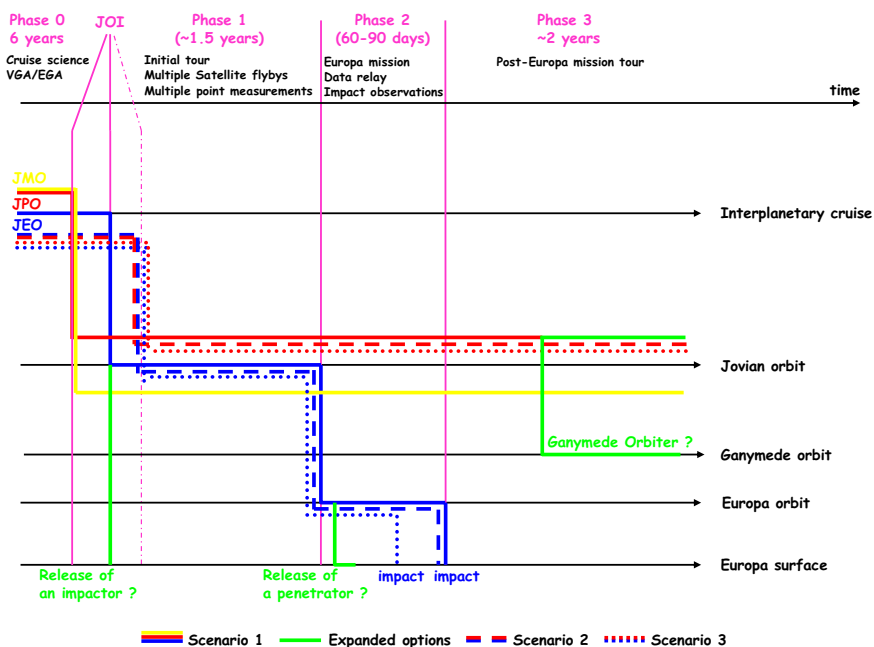 Phase 0
6 years
JOI
Phase 1
(~1.5 years)
Phase 2
(60-90 days)
Phase 3
~2 years
Cruise science
VGA/EGA
Initial tour
Multiple Satellite flybys
Multiple point measurements
Europa mission
Data relay
Impact observations
Post-Europa mission tour
time
JMO
JPO
JEO
Interplanetary cruise
Jovian orbit
Ganymede Orbiter ?
Ganymede orbit
Europa orbit
Europa surface
Release of
an impactor ?
Release of
a penetrator ?
impact
impact
Scenario 1
Expanded options
Scenario 2
Scenario 3